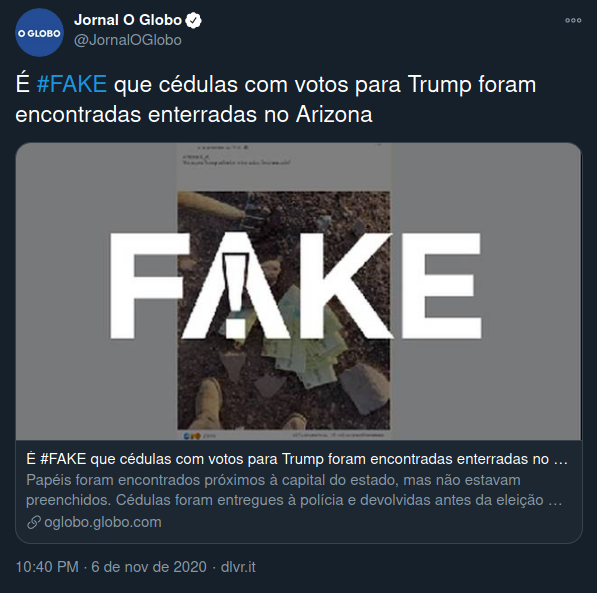 O GLOBO
Jornal O Globo
@JornalOGlobo
É #FAKE que cédulas com votos para Trump foram
encontradas enterradas no Arizona
FAKE
É #FAKE que cédulas com votos para Trump foram encontradas enterradas no ...
Papéis foram encontrados próximos à capital do estado, mas não estavam
preenchidos. Cédulas foram entregues à polícia e devolvidas antes da eleição ...
oglobo.globo.com
10:40 PM · 6 de nov de 2020 · dlvr.it